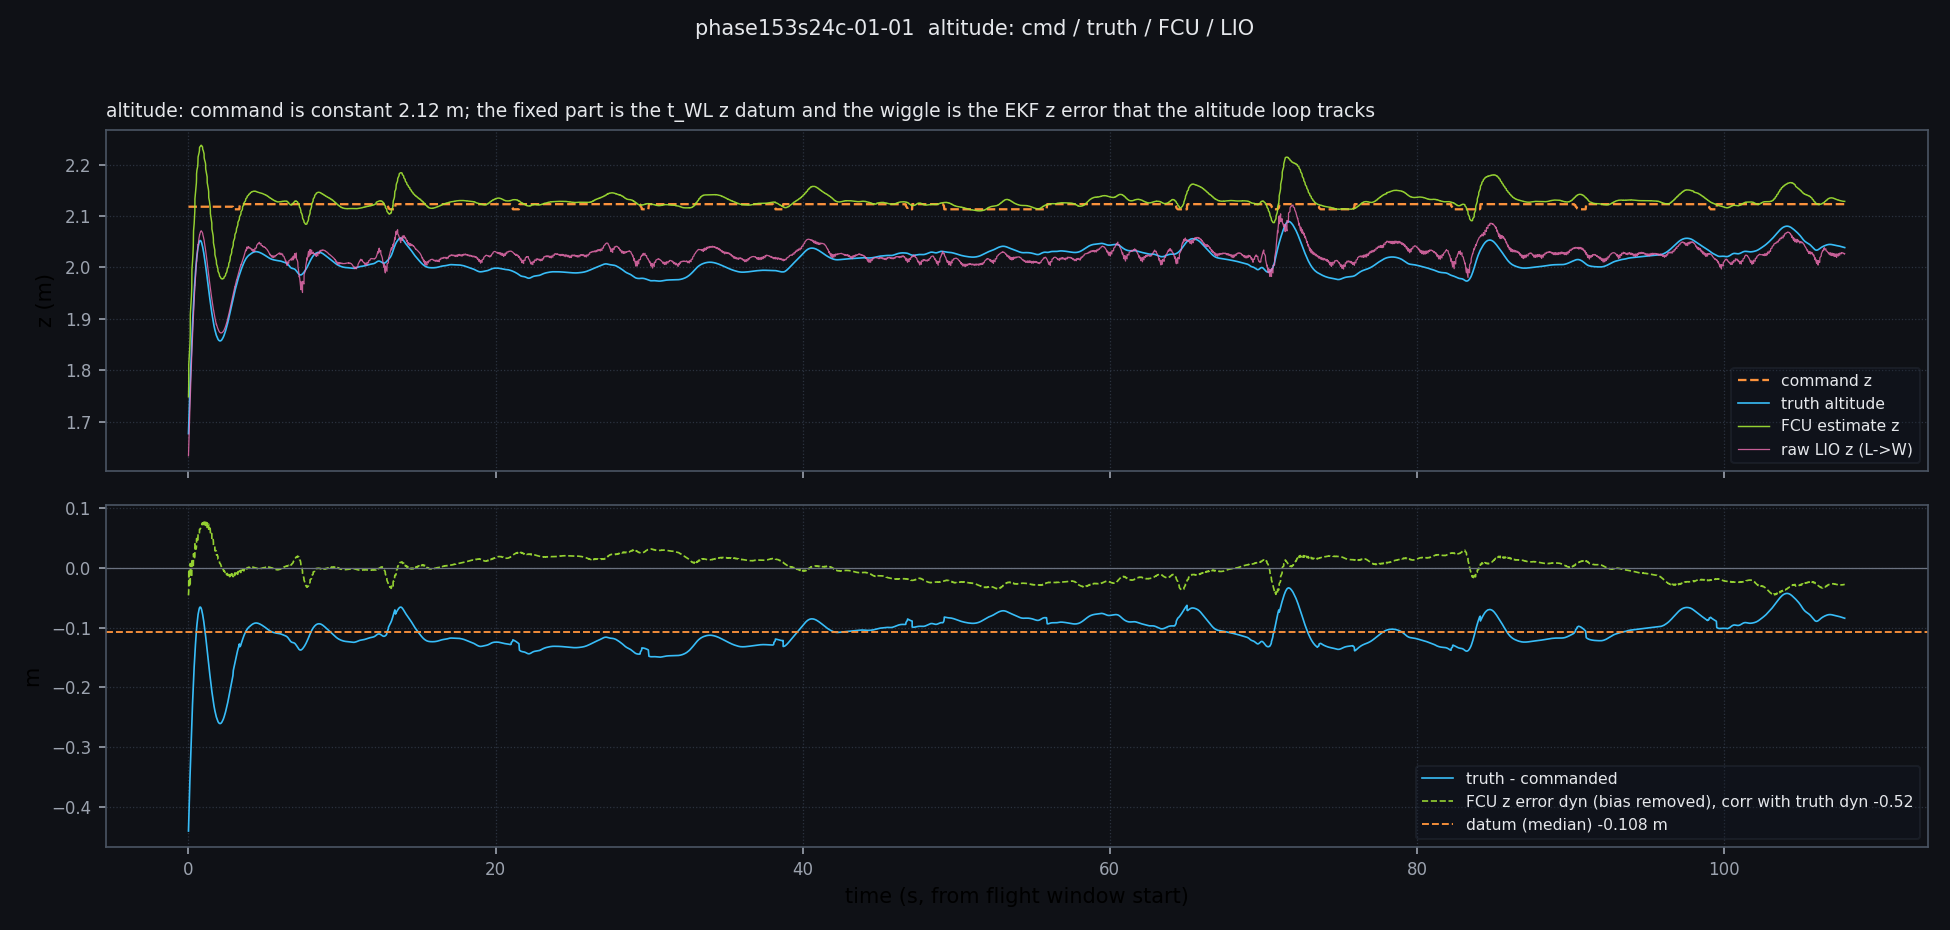 phase153s24c-01-01  altitude: cmd / truth / FCU / LIO
altitude: command is constant 2.12 m; the fixed part is the t_WL z datum and the wiggle is the EKF z error that the altitude loop tracks
z (m)
2.2
2.1
2.0
1.9
1.8
1.7
command z
truth altitude
FCU estimate z
raw LIO z (L->W)
m
0.1
0.0
−0.1
−0.2
−0.3
−0.4
truth - commanded
FCU z error dyn (bias removed), corr with truth dyn -0.52
datum (median) -0.108 m
0
20
40
60
80
100
time (s, from flight window start)